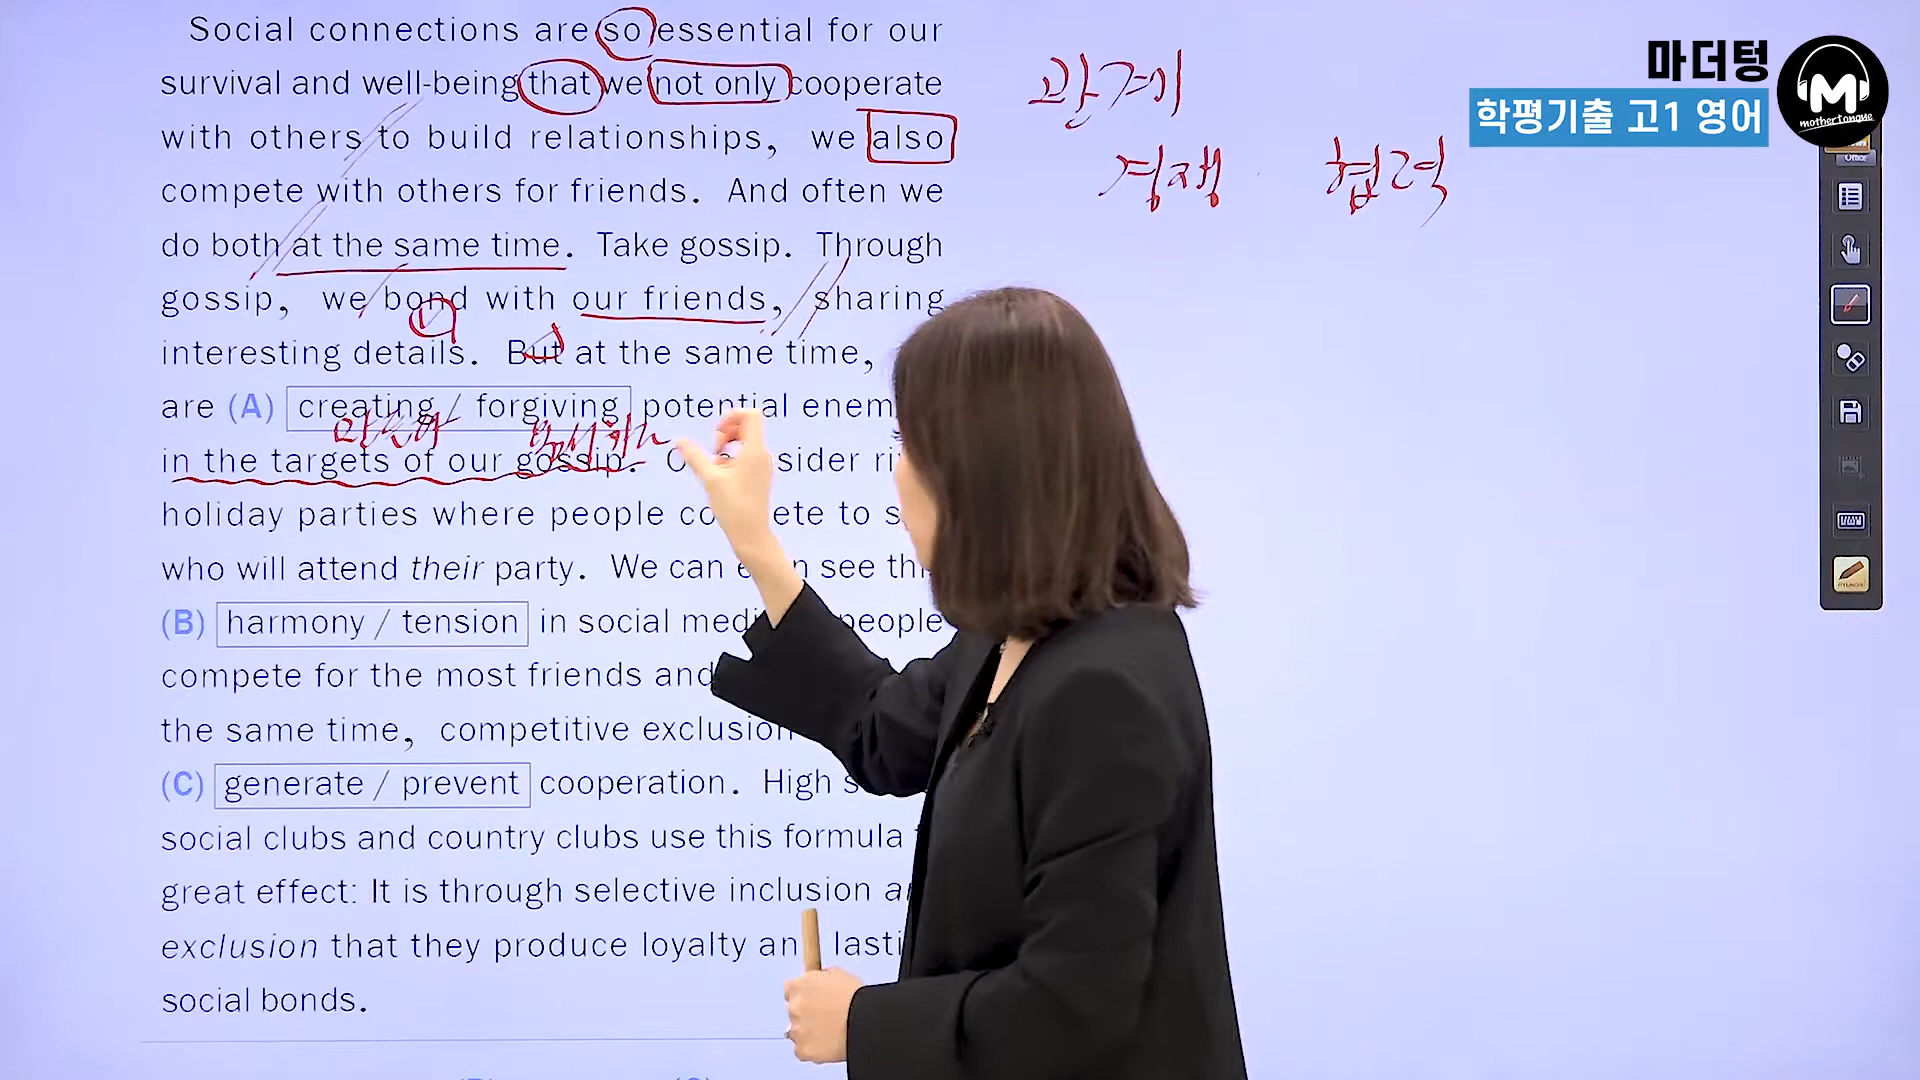 Social connections are so essential for our
survival and well-being that we not only cooperate
with others to build relationships, we also
compete with others for friends. And often we
do both at the same time. Take gossip. Through
gossip, we bond with our friends, sharing
interesting details. But at the same time,
are (A) creating / forgiving potential enem
in the targets of our gossip.
holiday parties where people to
who will attend their party. We can see
(B) harmony / tension in social people
compete for the most friends and
the same time, competitive exclusion
(C) generate / prevent cooperation. High
social clubs and country clubs use this formula
great effect: It is through selective inclusion
exclusion that they produce loyalty
social bonds.
관계
경쟁 협력
마더텅
학평기출 고1 영어
M
mothertongue
Office